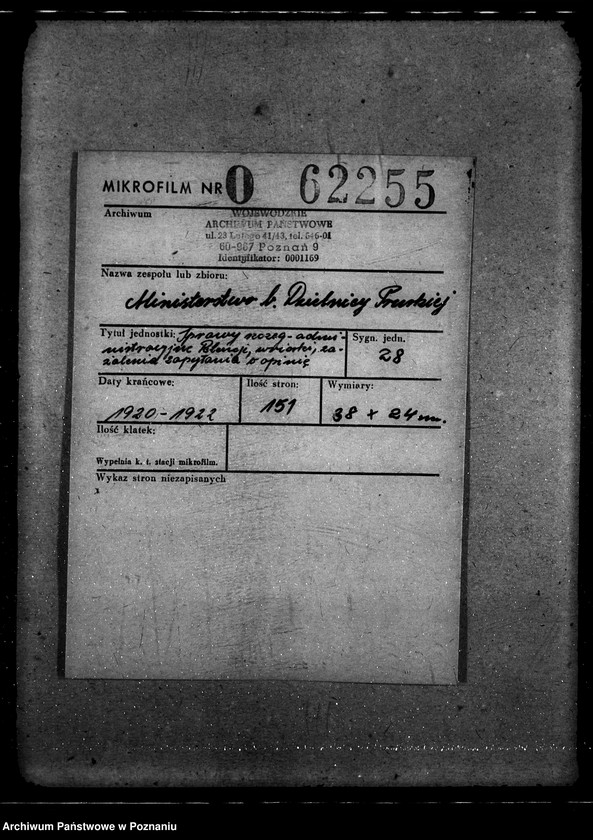 MIKROFILM NR 0 62255
Archiwum
WOJEWÓDZKIE
ARCHIWUM PAŃSTWOWE
ul. 23 Lutego 41/43, tel. 546-01
60-967 Poznań 9
Identyfikator: 0001169
Nazwa zespołu lub zbioru:
Ministerstwo b. Dzielnicy Pruskiej
Tytuł jednostki: Sprawy szczeg-admi-
nistracyjne Pelencji, wnioski, za-
żalenia zapytania o opinię
Sygn. jedn.
28
Daty krańcowe:
1920-1922
Ilość stron:
151
Wymiary:
38 x 24 cm.
Ilość klatek:
Wypełnia k. t. stacji mikrofilm.
Wykaz stron niezapisanych
Archiwum Państwowe w Poznaniu